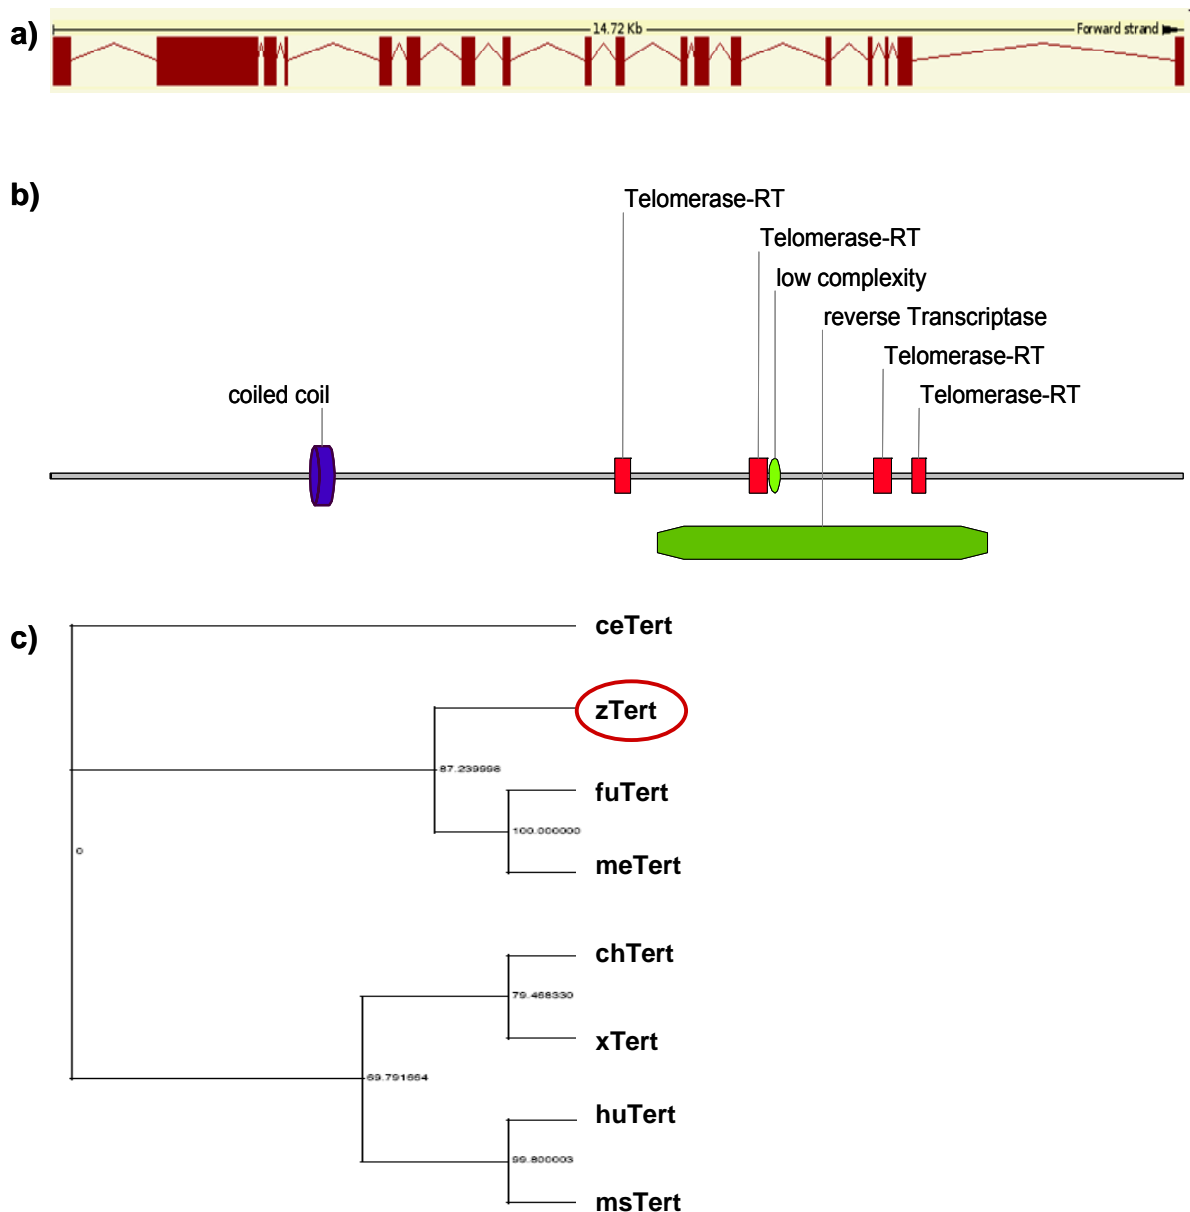 a)
14.72 Kb
Forward strand
b)
Telomerase-RT
Telomerase-RT
low complexity
reverse Transcriptase
Telomerase-RT
coiled coil
Telomerase-RT
c)
ceTert
zTert
87.239998
fuTert
100.000000
meTert
0
chTert
79.468330
xTert
69.791664
huTert
99.800003
msTert